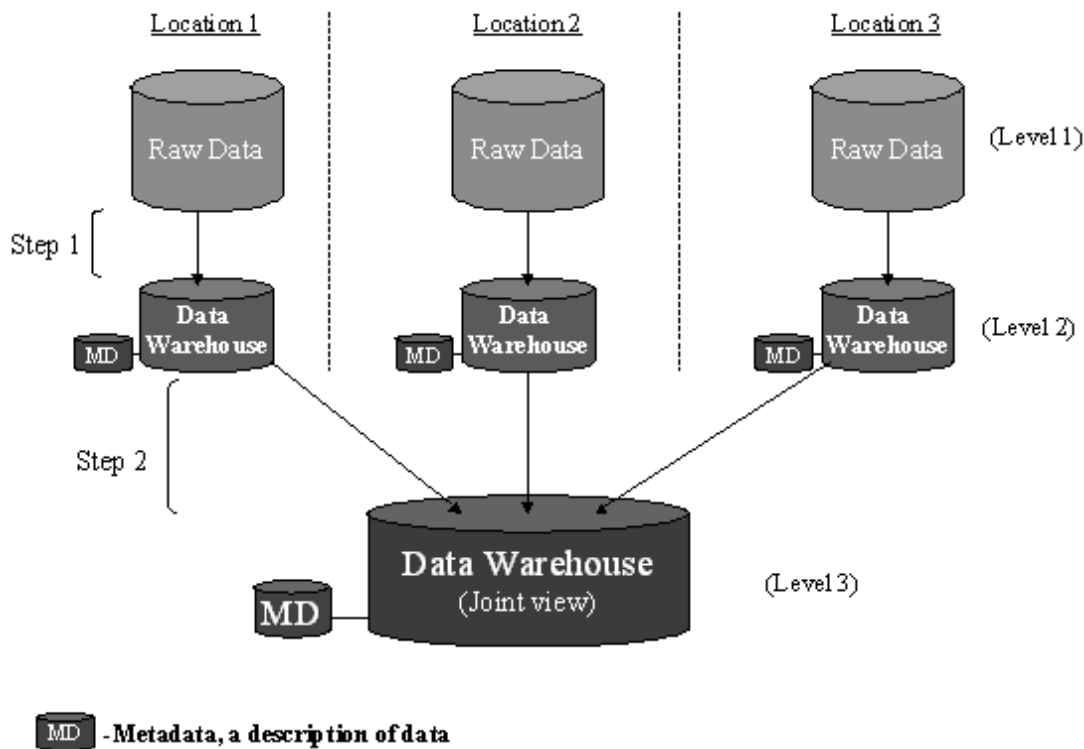 Location 1
Location 2
Location 3
Raw Data
Raw Data
Raw Data
(Level 1)
Step 1
Data
Warehouse
MD
Data
Warehouse
MD
Data
Warehouse
MD
(Level 2)
Step 2
Data Warehouse
(Joint view)
MD
(Level 3)
MD - Metadata, a description of data